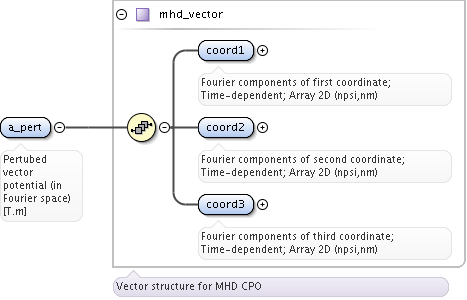 mhd_vector
coord1
Fourier components of first coordinate;
Time-dependent; Array 2D (npsi,nm)
a_pert
coord2
Pertubed
vector
potential (in
Fourier space)
[T.m]
Fourier components of second coordinate;
Time-dependent; Array 2D (npsi,nm)
coord3
Fourier components of third coordinate;
Time-dependent; Array 2D (npsi,nm)
Vector structure for MHD CPO